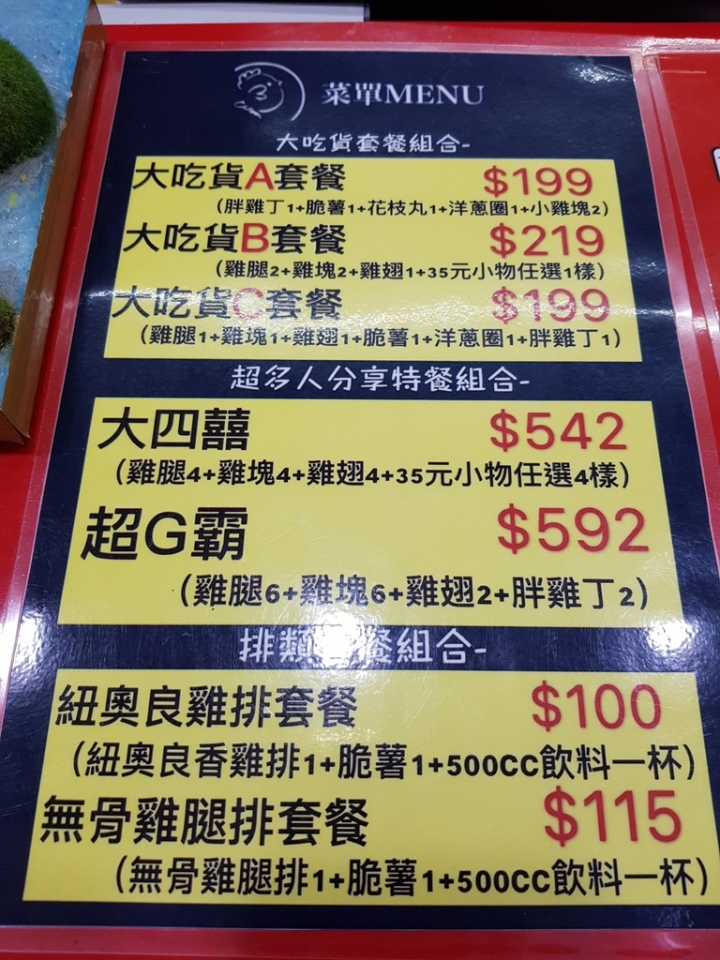 菜單MENU
大吃貨套餐組合-
大吃貨A套餐 $199
(胖雞丁1+脆薯1+花枝丸1+洋蔥圈1+小雞塊2)
大吃貨B套餐 $219
(雞腿2+雞塊2+雞翅1+35元小物任選1樣)
大吃貨C套餐 $199
(雞腿1+雞塊1+雞翅1+脆薯1+洋蔥圈1+胖雞丁1)
超多人分享特餐組合-
大四囍 $542
(雞腿4+雞塊4+雞翅4+35元小物任選4樣)
超G霸 $592
(雞腿6+雞塊6+雞翅2+胖雞丁2)
排類套餐組合-
紐奧良雞排套餐 $100
(紐奧良香雞排1+脆薯1+500CC飲料一杯)
無骨雞腿排套餐 $115
(無骨雞腿排1+脆薯1+500CC飲料一杯)